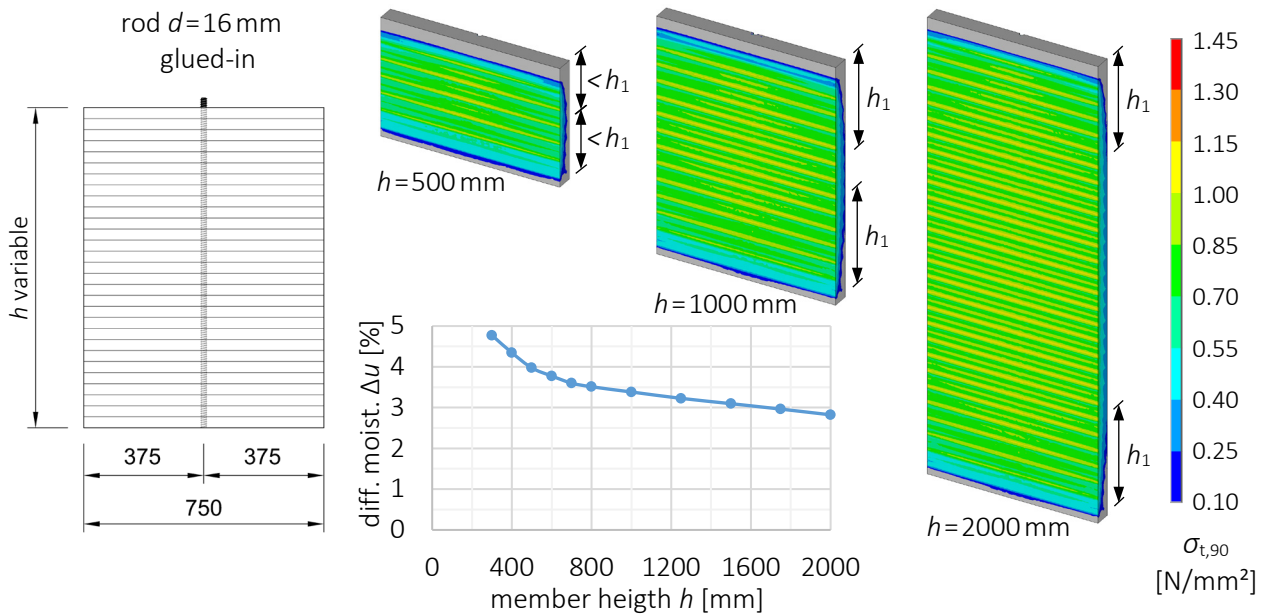 rod d=16 mm
glued-in
h variable
375 375
750
<h1
<h1
h=500 mm
h1
h1
h=1000 mm
h1
h1
h=2000 mm
diff. moist. Δu [%]
5
4
3
2
1
0
0 400 800 1200 1600 2000
member heigth h [mm]
1.45
1.30
1.15
1.00
0.85
0.70
0.55
0.40
0.25
0.10
σt,90
[N/mm²]